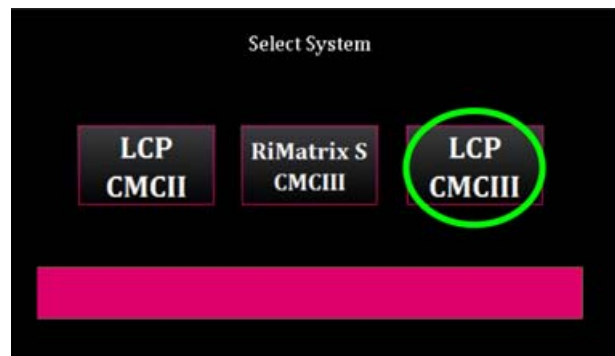 Select System
LCP
CMCII
RiMatrix S
CMCIII
LCP
CMCIII